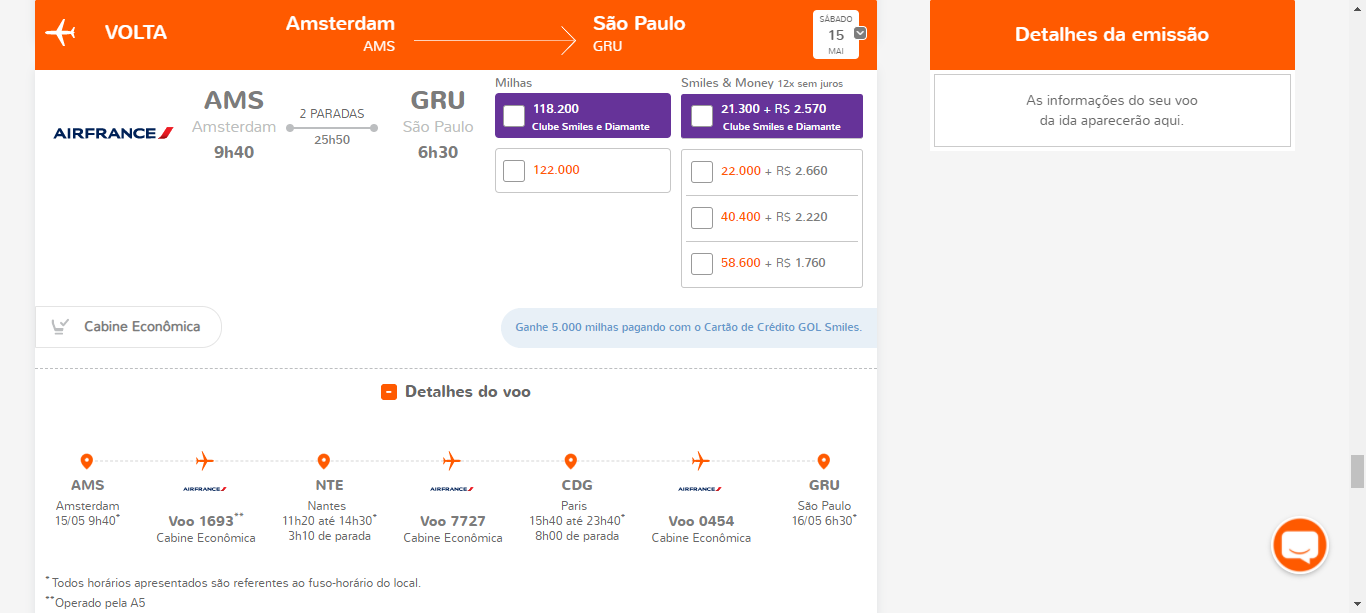 VOLTA
Amsterdam
AMS
São Paulo
GRU
SÁBADO
15
MAI
Detalhes da emissão
As informações do seu voo
da ida aparecerão aqui.
AIRFRANCE
AMS
Amsterdam
9h40
2 PARADAS
25h50
GRU
São Paulo
6h30
Milhas
118.200
Clube Smiles e Diamante
122.000
Smiles & Money 12x sem juros
21.300 + R$ 2.570
Clube Smiles e Diamante
22.000 + R$ 2.660
40.400 + R$ 2.220
58.600 + R$ 1.760
Cabine Econômica
Ganhe 5.000 milhas pagando com o Cartão de Crédito GOL Smiles.
Detalhes do voo
AMS
Amsterdam
15/05 9h40*
AIRFRANCE
Voo 1693**
Cabine Econômica
NTE
Nantes
11h20 até 14h30*
3h10 de parada
AIRFRANCE
Voo 7727
Cabine Econômica
CDG
Paris
15h40 até 23h40*
8h00 de parada
AIRFRANCE
Voo 0454
Cabine Econômica
GRU
São Paulo
16/05 6h30*
*Todos horários apresentados são referentes ao fuso-horário do local.
**Operado pela A5